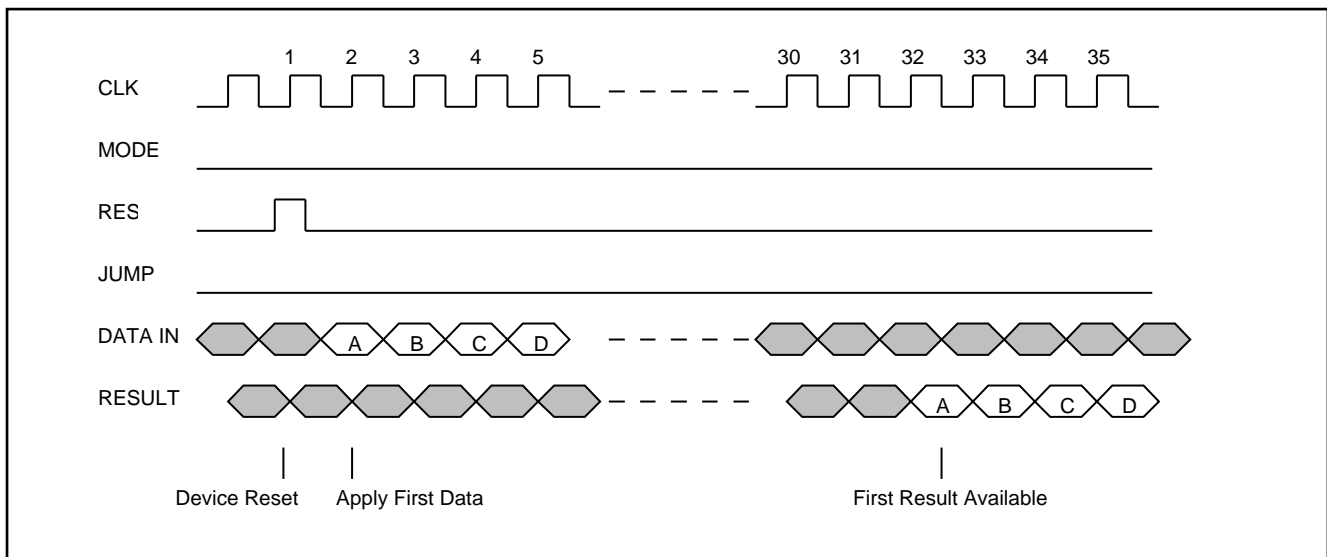 1 2 3 4 5 30 31 32 33 34 35
CLK
MODE
RES
JUMP
DATA IN A B C D
RESULT A B C D
Device Reset Apply First Data First Result Available